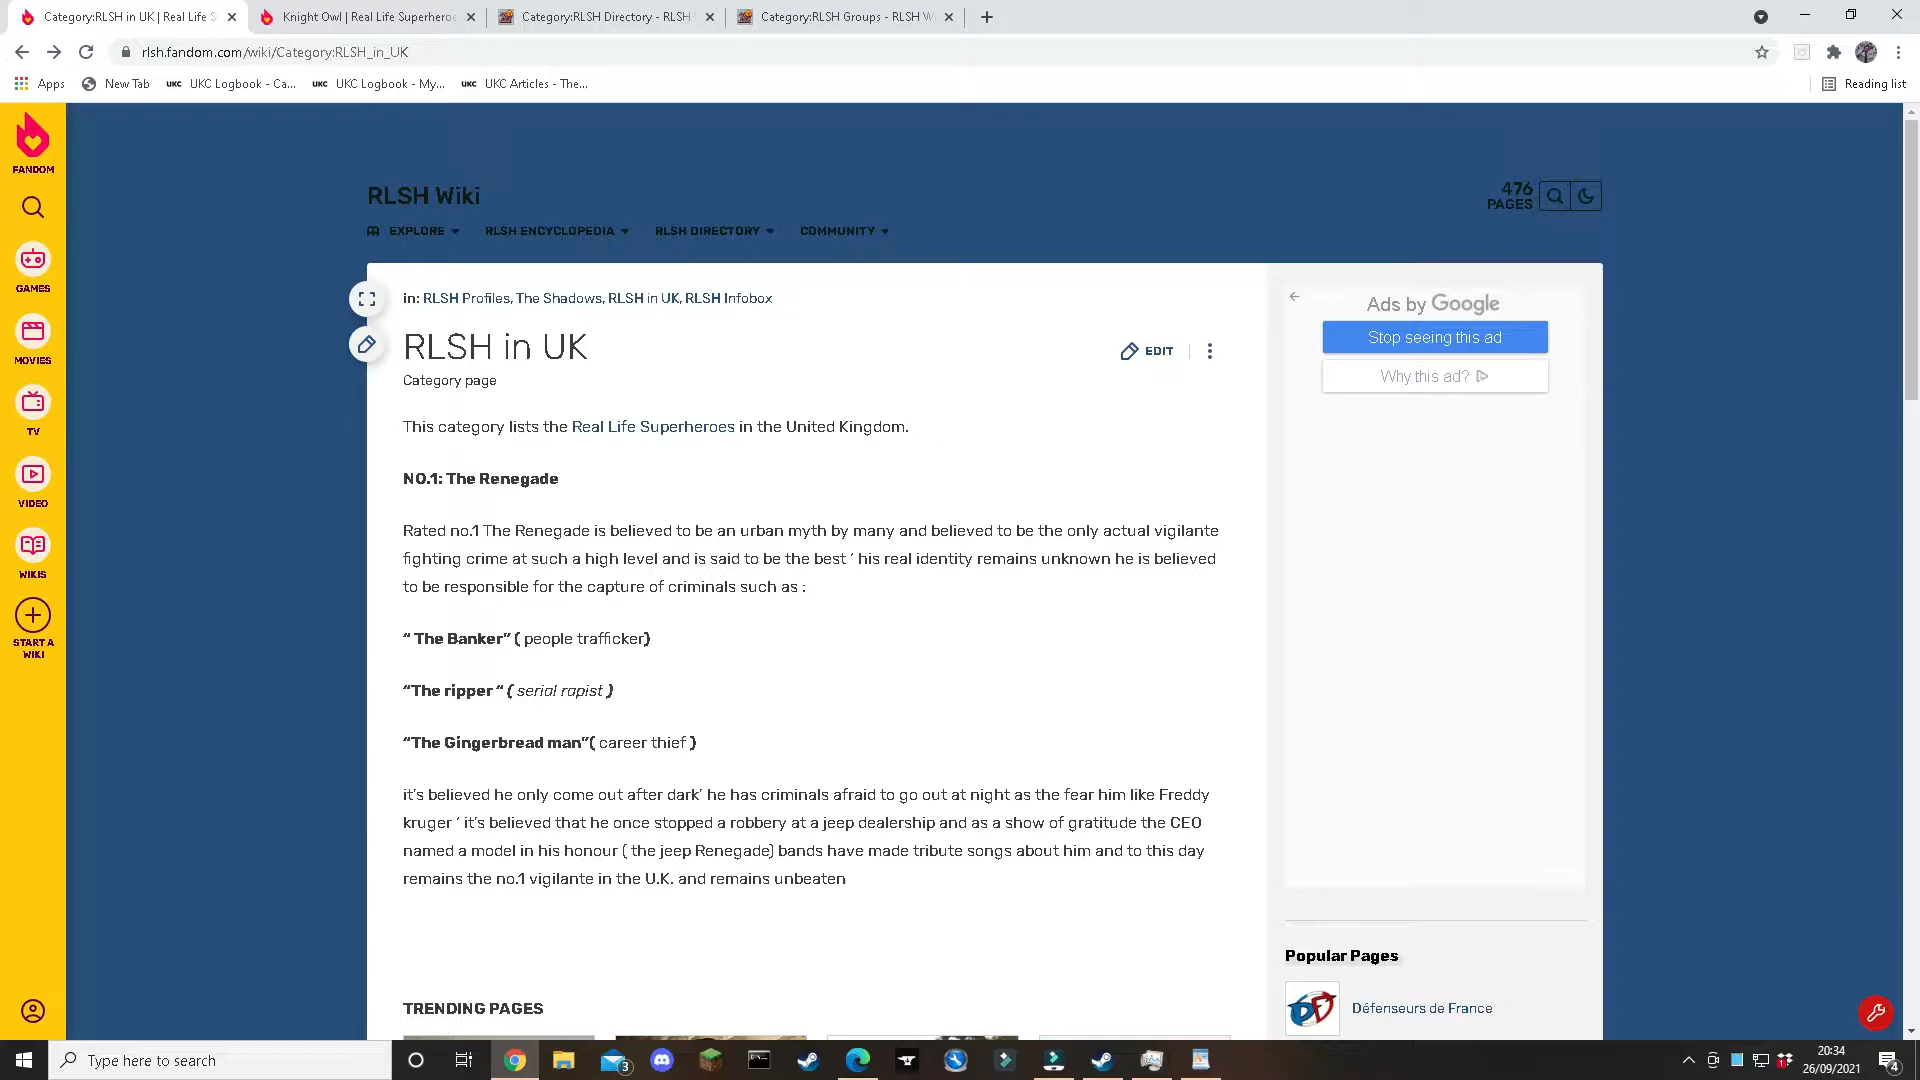 Category:RLSH in UK | Real Life S
Knight Owl | Real Life Superhero
Category:RLSH Directory - RLSH
Category:RLSH Groups - RLSH W
rlsh.fandom.com/wiki/Category:RLSH_in_UK
Apps
New Tab
UKC
UKC Logbook - Ca...
UKC
UKC Logbook - My...
UKC
UKC Articles - The...
Reading list
FANDOM
GAMES
MOVIES
TV
VIDEO
WIKIS
START A
WIKI
RLSH Wiki
476
PAGES
EXPLORE
RLSH ENCYCLOPEDIA
RLSH DIRECTORY
COMMUNITY
in: RLSH Profiles, The Shadows, RLSH in UK, RLSH Infobox
RLSH in UK
EDIT
Category page
This category lists the Real Life Superheroes in the United Kingdom.
NO.1: The Renegade
Rated no.1 The Renegade is believed to be an urban myth by many and believed to be the only actual vigilante
fighting crime at such a high level and is said to be the best ‘ his real identity remains unknown he is believed
to be responsible for the capture of criminals such as :
“ The Banker” ( people trafficker)
“The ripper “ ( serial rapist )
“The Gingerbread man”( career thief )
it’s believed he only come out after dark’ he has criminals afraid to go out at night as the fear him like Freddy
kruger ‘ it’s believed that he once stopped a robbery at a jeep dealership and as a show of gratitude the CEO
named a model in his honour ( the jeep Renegade) bands have made tribute songs about him and to this day
remains the no.1 vigilante in the U.K. and remains unbeaten
TRENDING PAGES
Ads by Google
Stop seeing this ad
Why this ad?
Popular Pages
DF
Défenseurs de France
Type here to search
3
1
20:34
26/09/2021
4